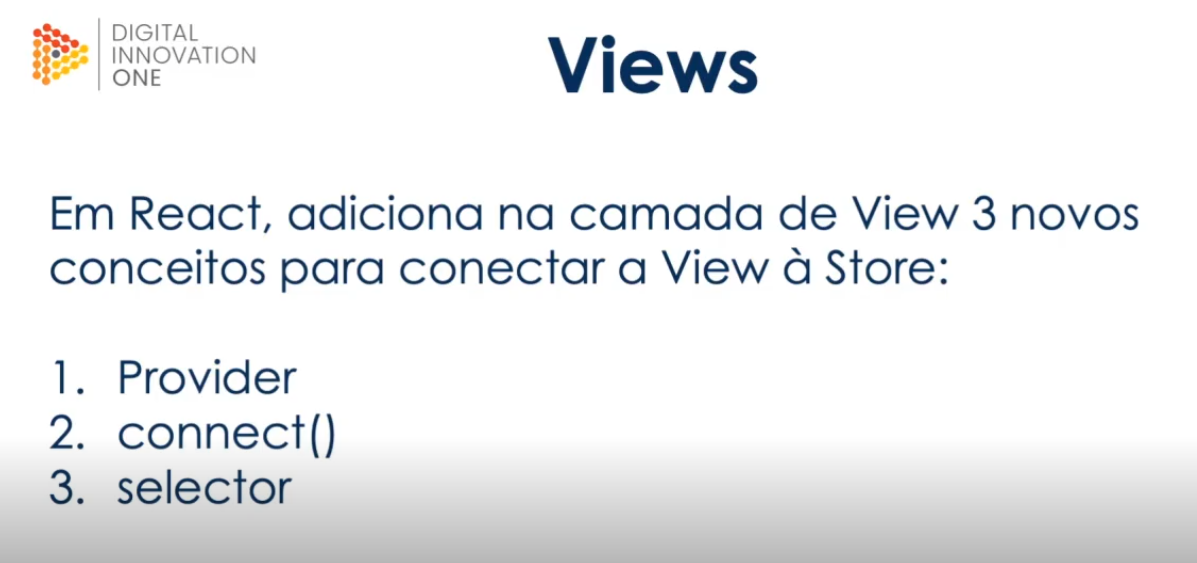 DIGITAL
INNOVATION
ONE
Views
Em React, adiciona na camada de View 3 novos
conceitos para conectar a View à Store:
1. Provider
2. connect()
3. selector